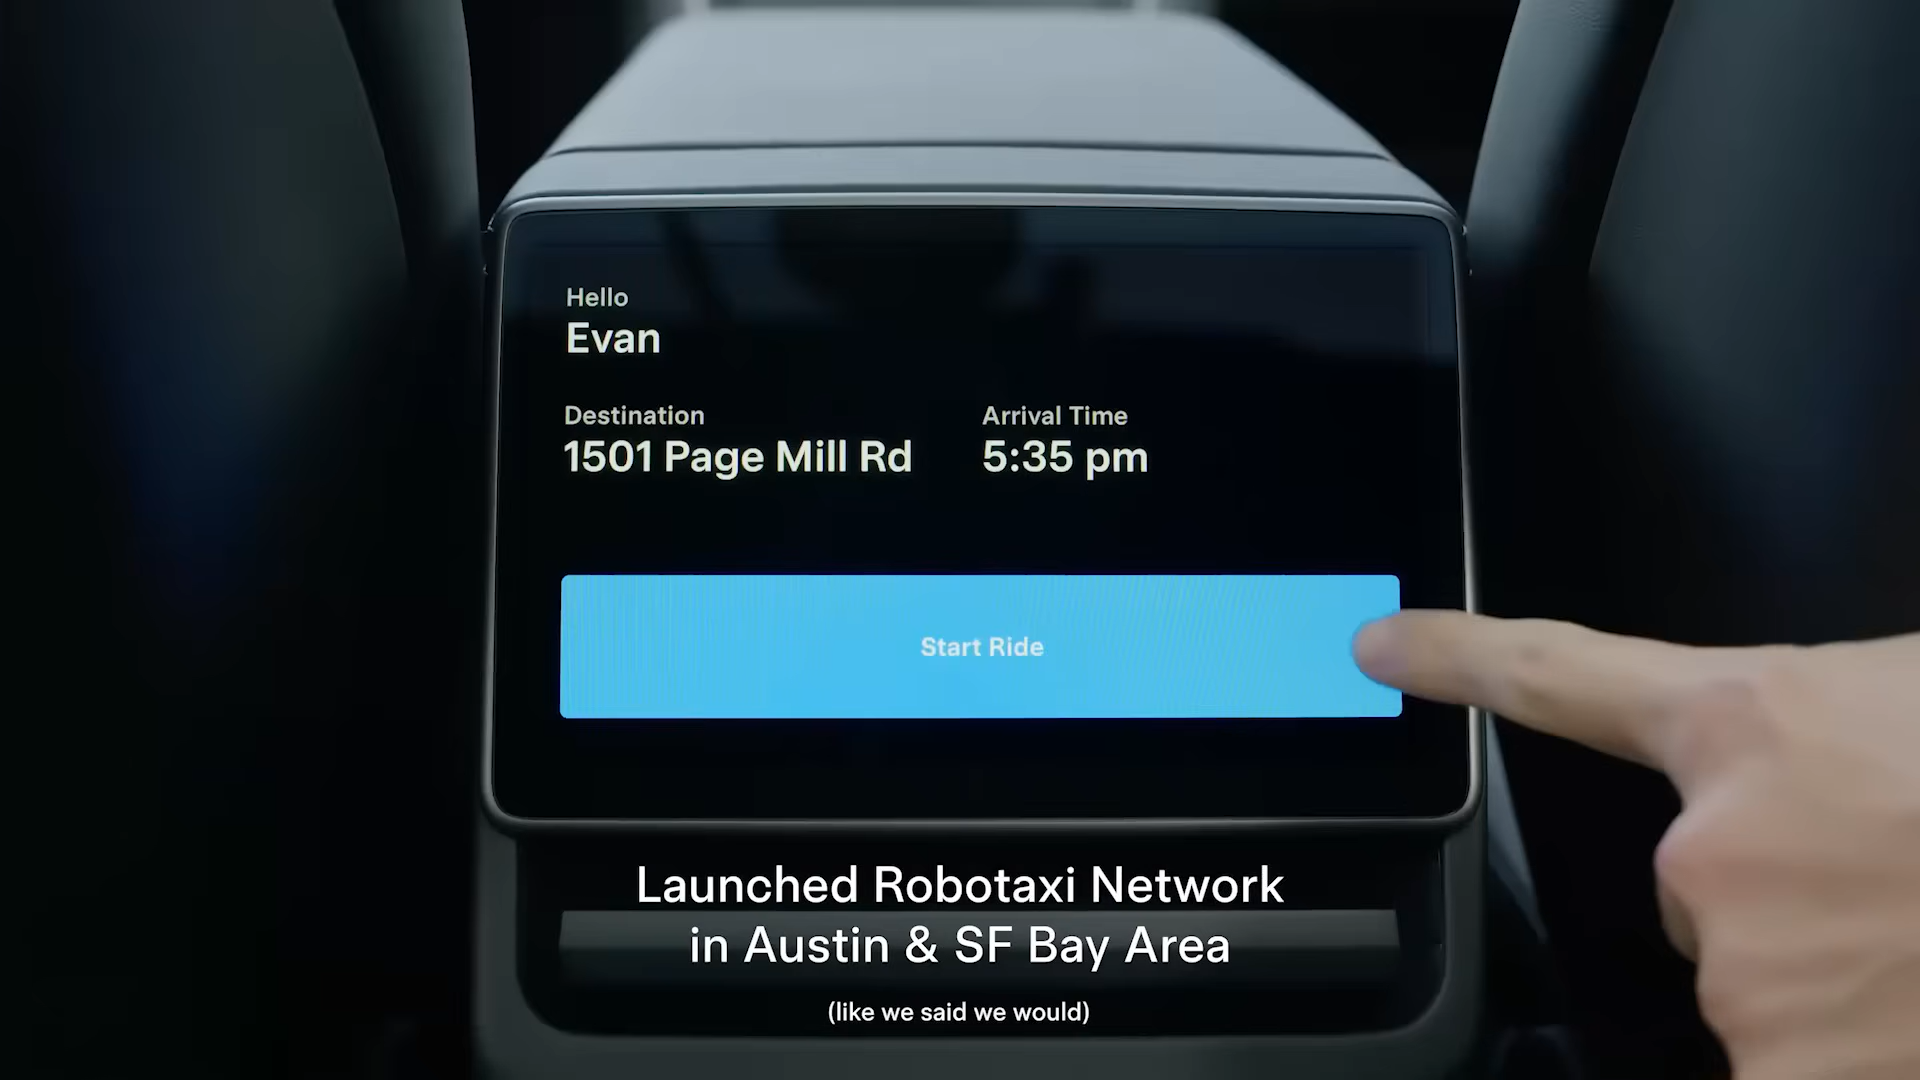 Hello
Evan
Destination
1501 Page Mill Rd
Arrival Time
5:35 pm
Start Ride
Launched Robotaxi Network
in Austin & SF Bay Area
(like we said we would)